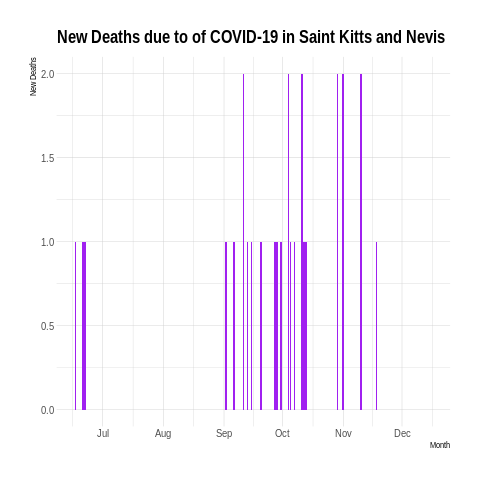 New Deaths due to of COVID-19 in Saint Kitts and Nevis
New Deaths
2.0
1.5
1.0
0.5
0.0
Jul Aug Sep Oct Nov Dec
Month